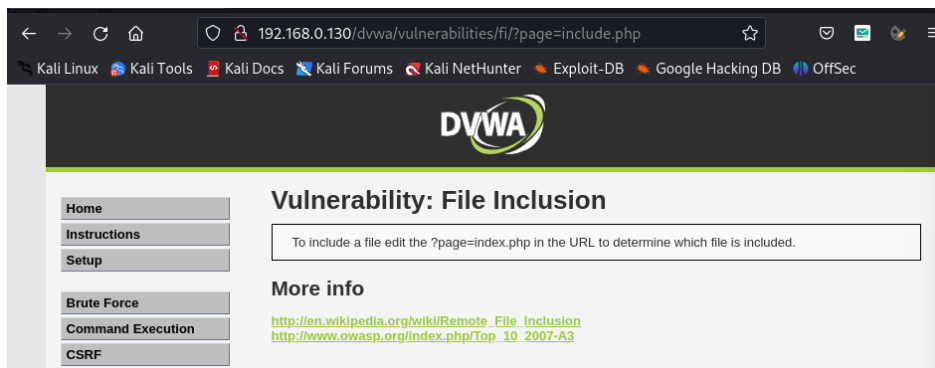 192.168.0.130/dvwa/vulnerabilities/fi/?page=include.php
Kali Linux Kali Tools Kali Docs Kali Forums Kali NetHunter Exploit-DB Google Hacking DB OffSec
DVWA
Home
Instructions
Setup
Brute Force
Command Execution
CSRF
Vulnerability: File Inclusion
To include a file edit the ?page=index.php in the URL to determine which file is included.
More info
http://en.wikipedia.org/wiki/Remote_File_Inclusion
http://www.owasp.org/index.php/Top_10_2007-A3